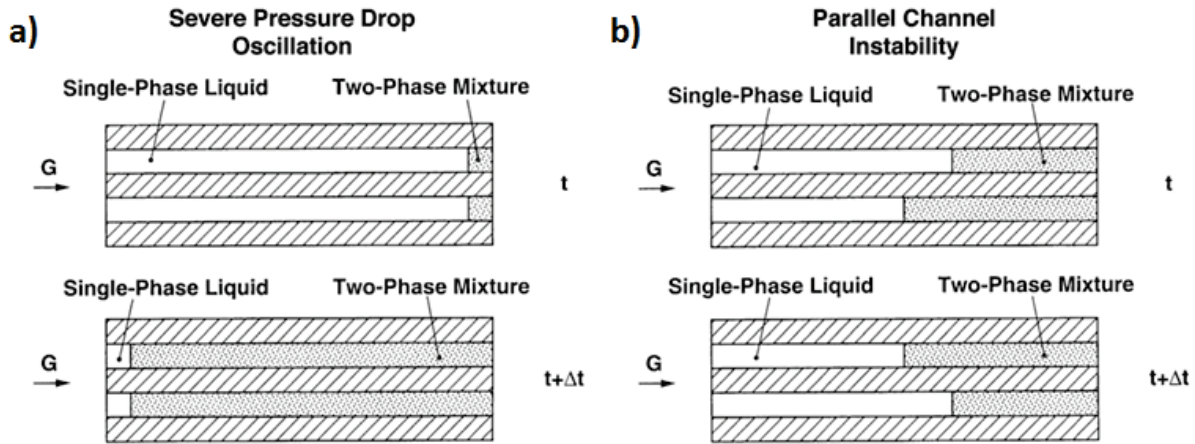 a)
Severe Pressure Drop
Oscillation
Single-Phase Liquid
Two-Phase Mixture
G
t
Single-Phase Liquid
Two-Phase Mixture
G
t+Δt
b)
Parallel Channel
Instability
Single-Phase Liquid
Two-Phase Mixture
G
t
Single-Phase Liquid
Two-Phase Mixture
G
t+Δt